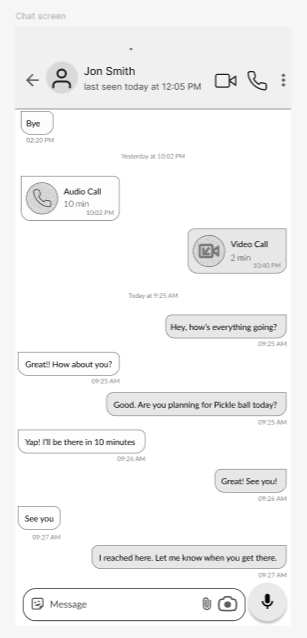 Chat screen
Jon Smith
last seen today at 12:05 PM
Bye
02:20 PM
Yesterday at 10:02 PM
Audio Call
10 min
10:02 PM
Video Call
2 min
10:40 PM
Today at 9:25 AM
Hey, how's everything going?
09:25 AM
Great!! How about you?
09:25 AM
Good. Are you planning for Pickle ball today?
09:25 AM
Yap! I'll be there in 10 minutes
09:26 AM
Great! See you!
09:26 AM
See you
09:27 AM
I reached here. Let me know when you get there.
09:27 AM
Message